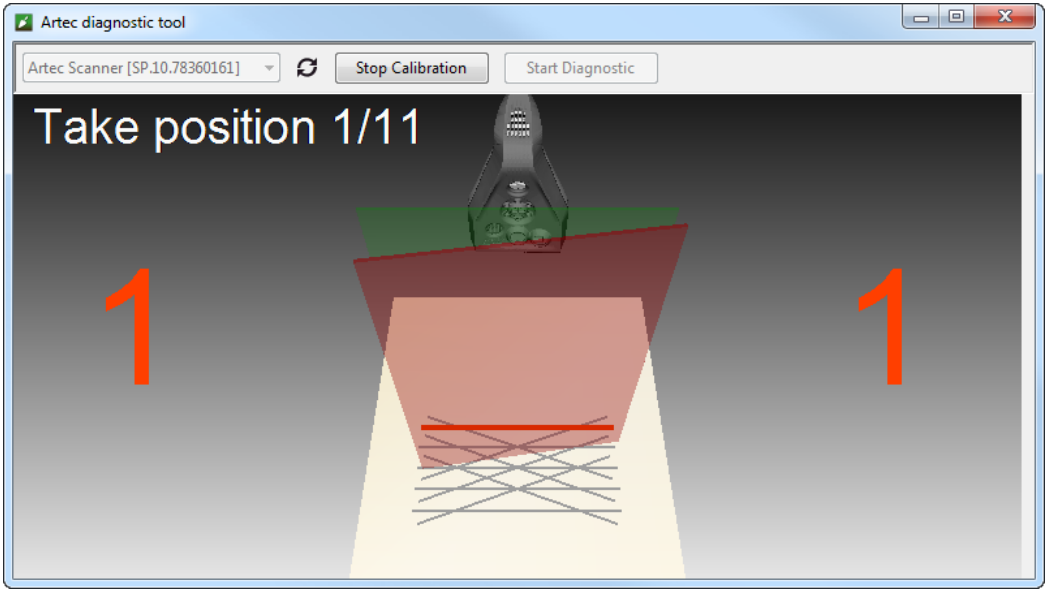 Artec diagnostic tool
Artec Scanner [SP.10.78360161]
Stop Calibration
Start Diagnostic
Take position 1/11
1
1